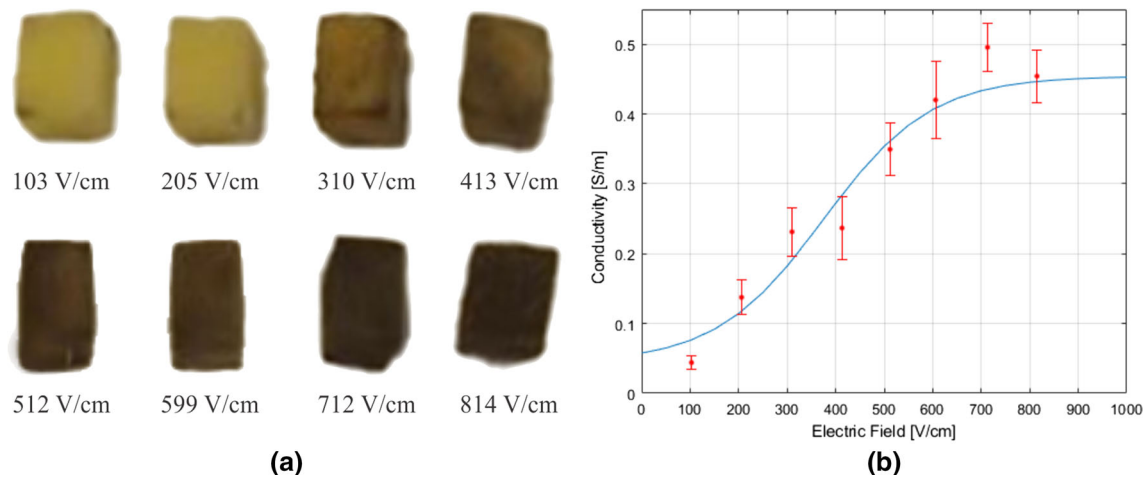 103 V/cm
205 V/cm
310 V/cm
413 V/cm
512 V/cm
599 V/cm
712 V/cm
814 V/cm
(a)
Conductivity [S/m]
0.5
0.4
0.3
0.2
0.1
0
0 100 200 300 400 500 600 700 800 900 1000
Electric Field [V/cm]
(b)